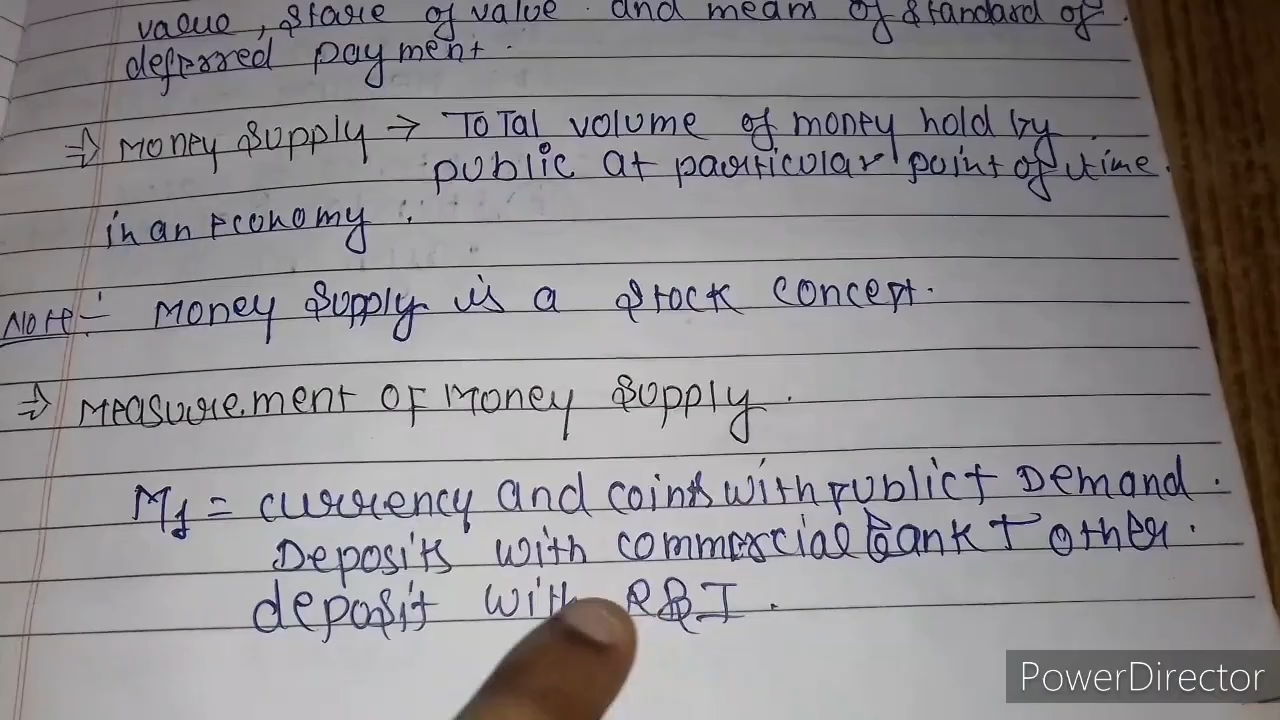 value, store of value and mean of standard of
deferred payment.
⇒ Money Supply → Total volume of money hold by
public at particular point of time
in an Economy.
Note:- Money Supply is a stock concept.
⇒ Measurement of Money Supply.
M1 = currency and coins with public + Demand
Deposits with commercial Bank + other
deposit with RBI.
PowerDirector